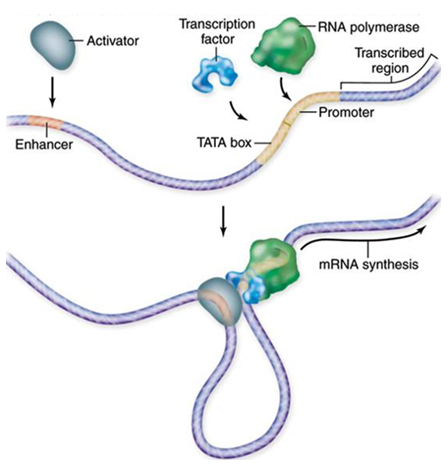 Activator
Transcription
factor
RNA polymerase
Transcribed
region
Enhancer
TATA box
Promoter
mRNA synthesis